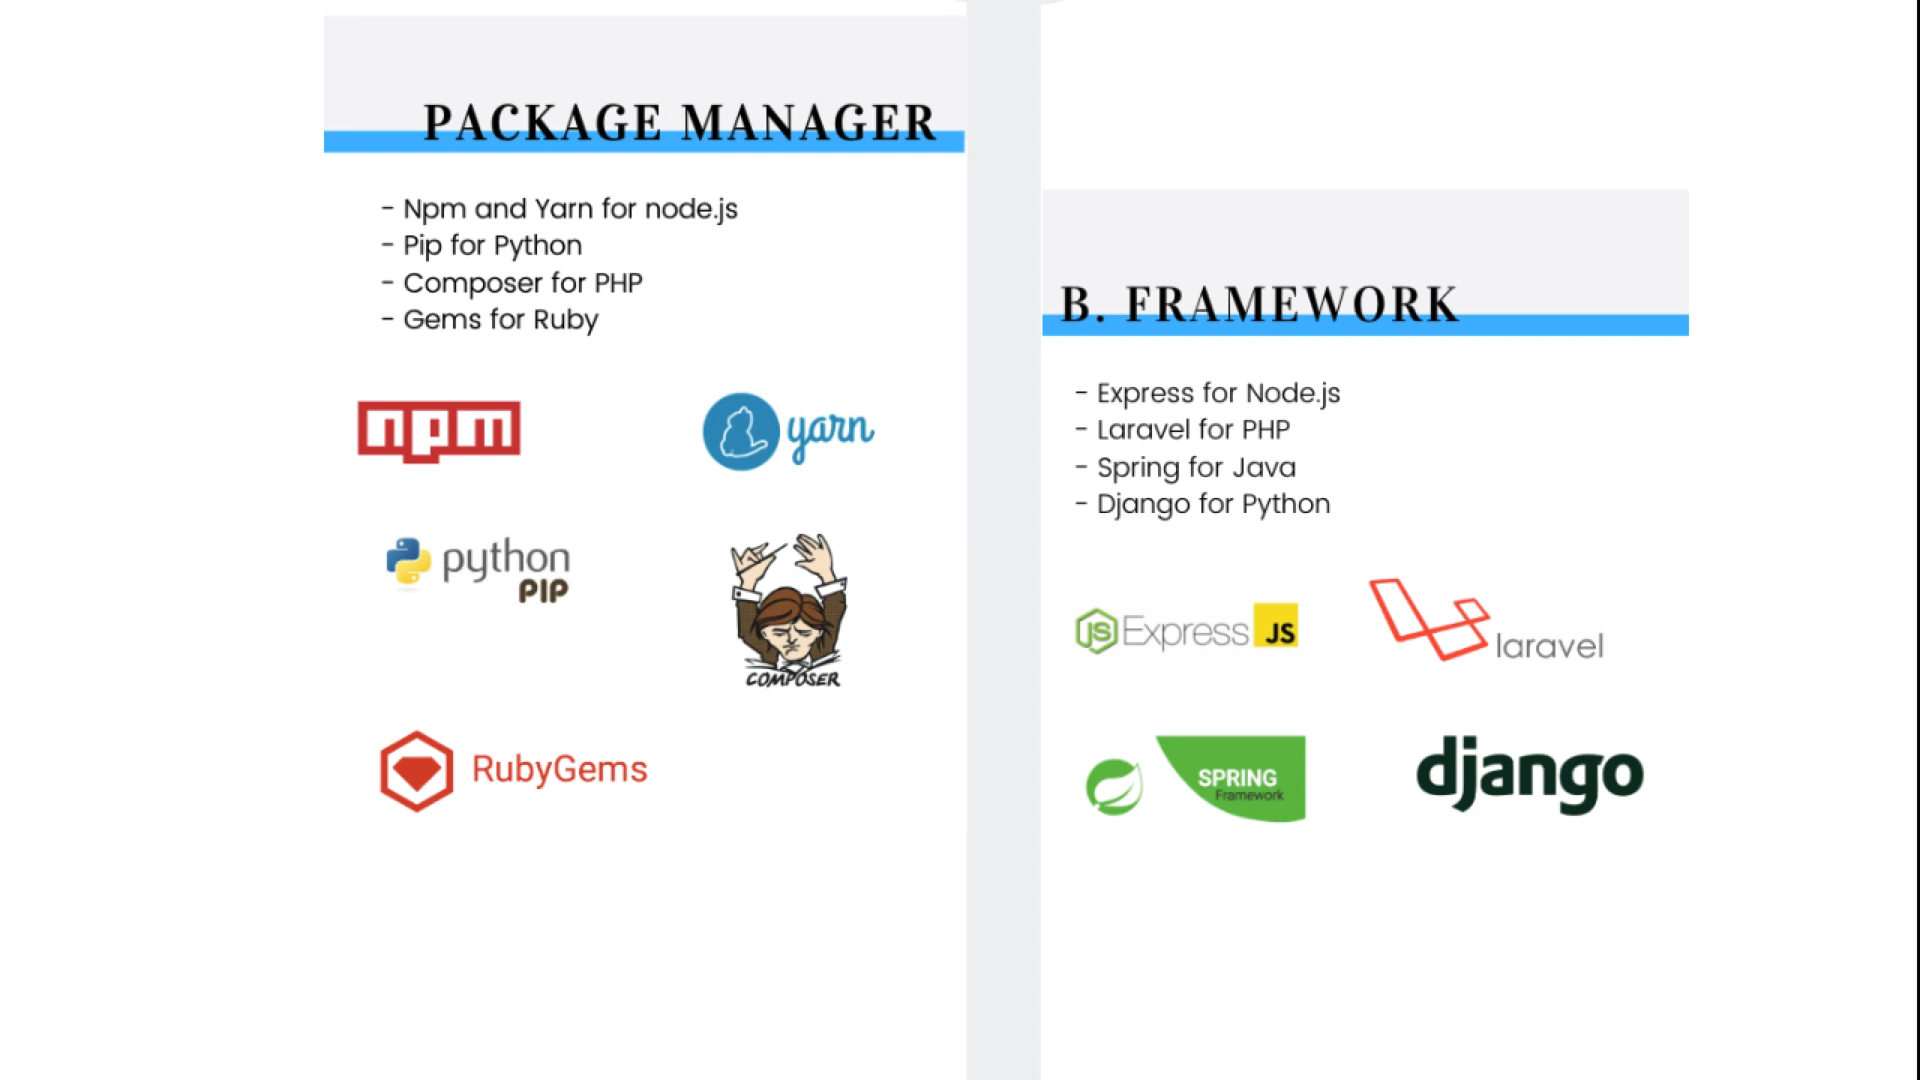 PACKAGE MANAGER
- Npm and Yarn for node.js
- Pip for Python
- Composer for PHP
- Gems for Ruby
npm
yarn
python
PIP
COMPOSER
RubyGems
B. FRAMEWORK
- Express for Node.js
- Laravel for PHP
- Spring for Java
- Django for Python
JS Express JS
laravel
SPRING
Framework
django